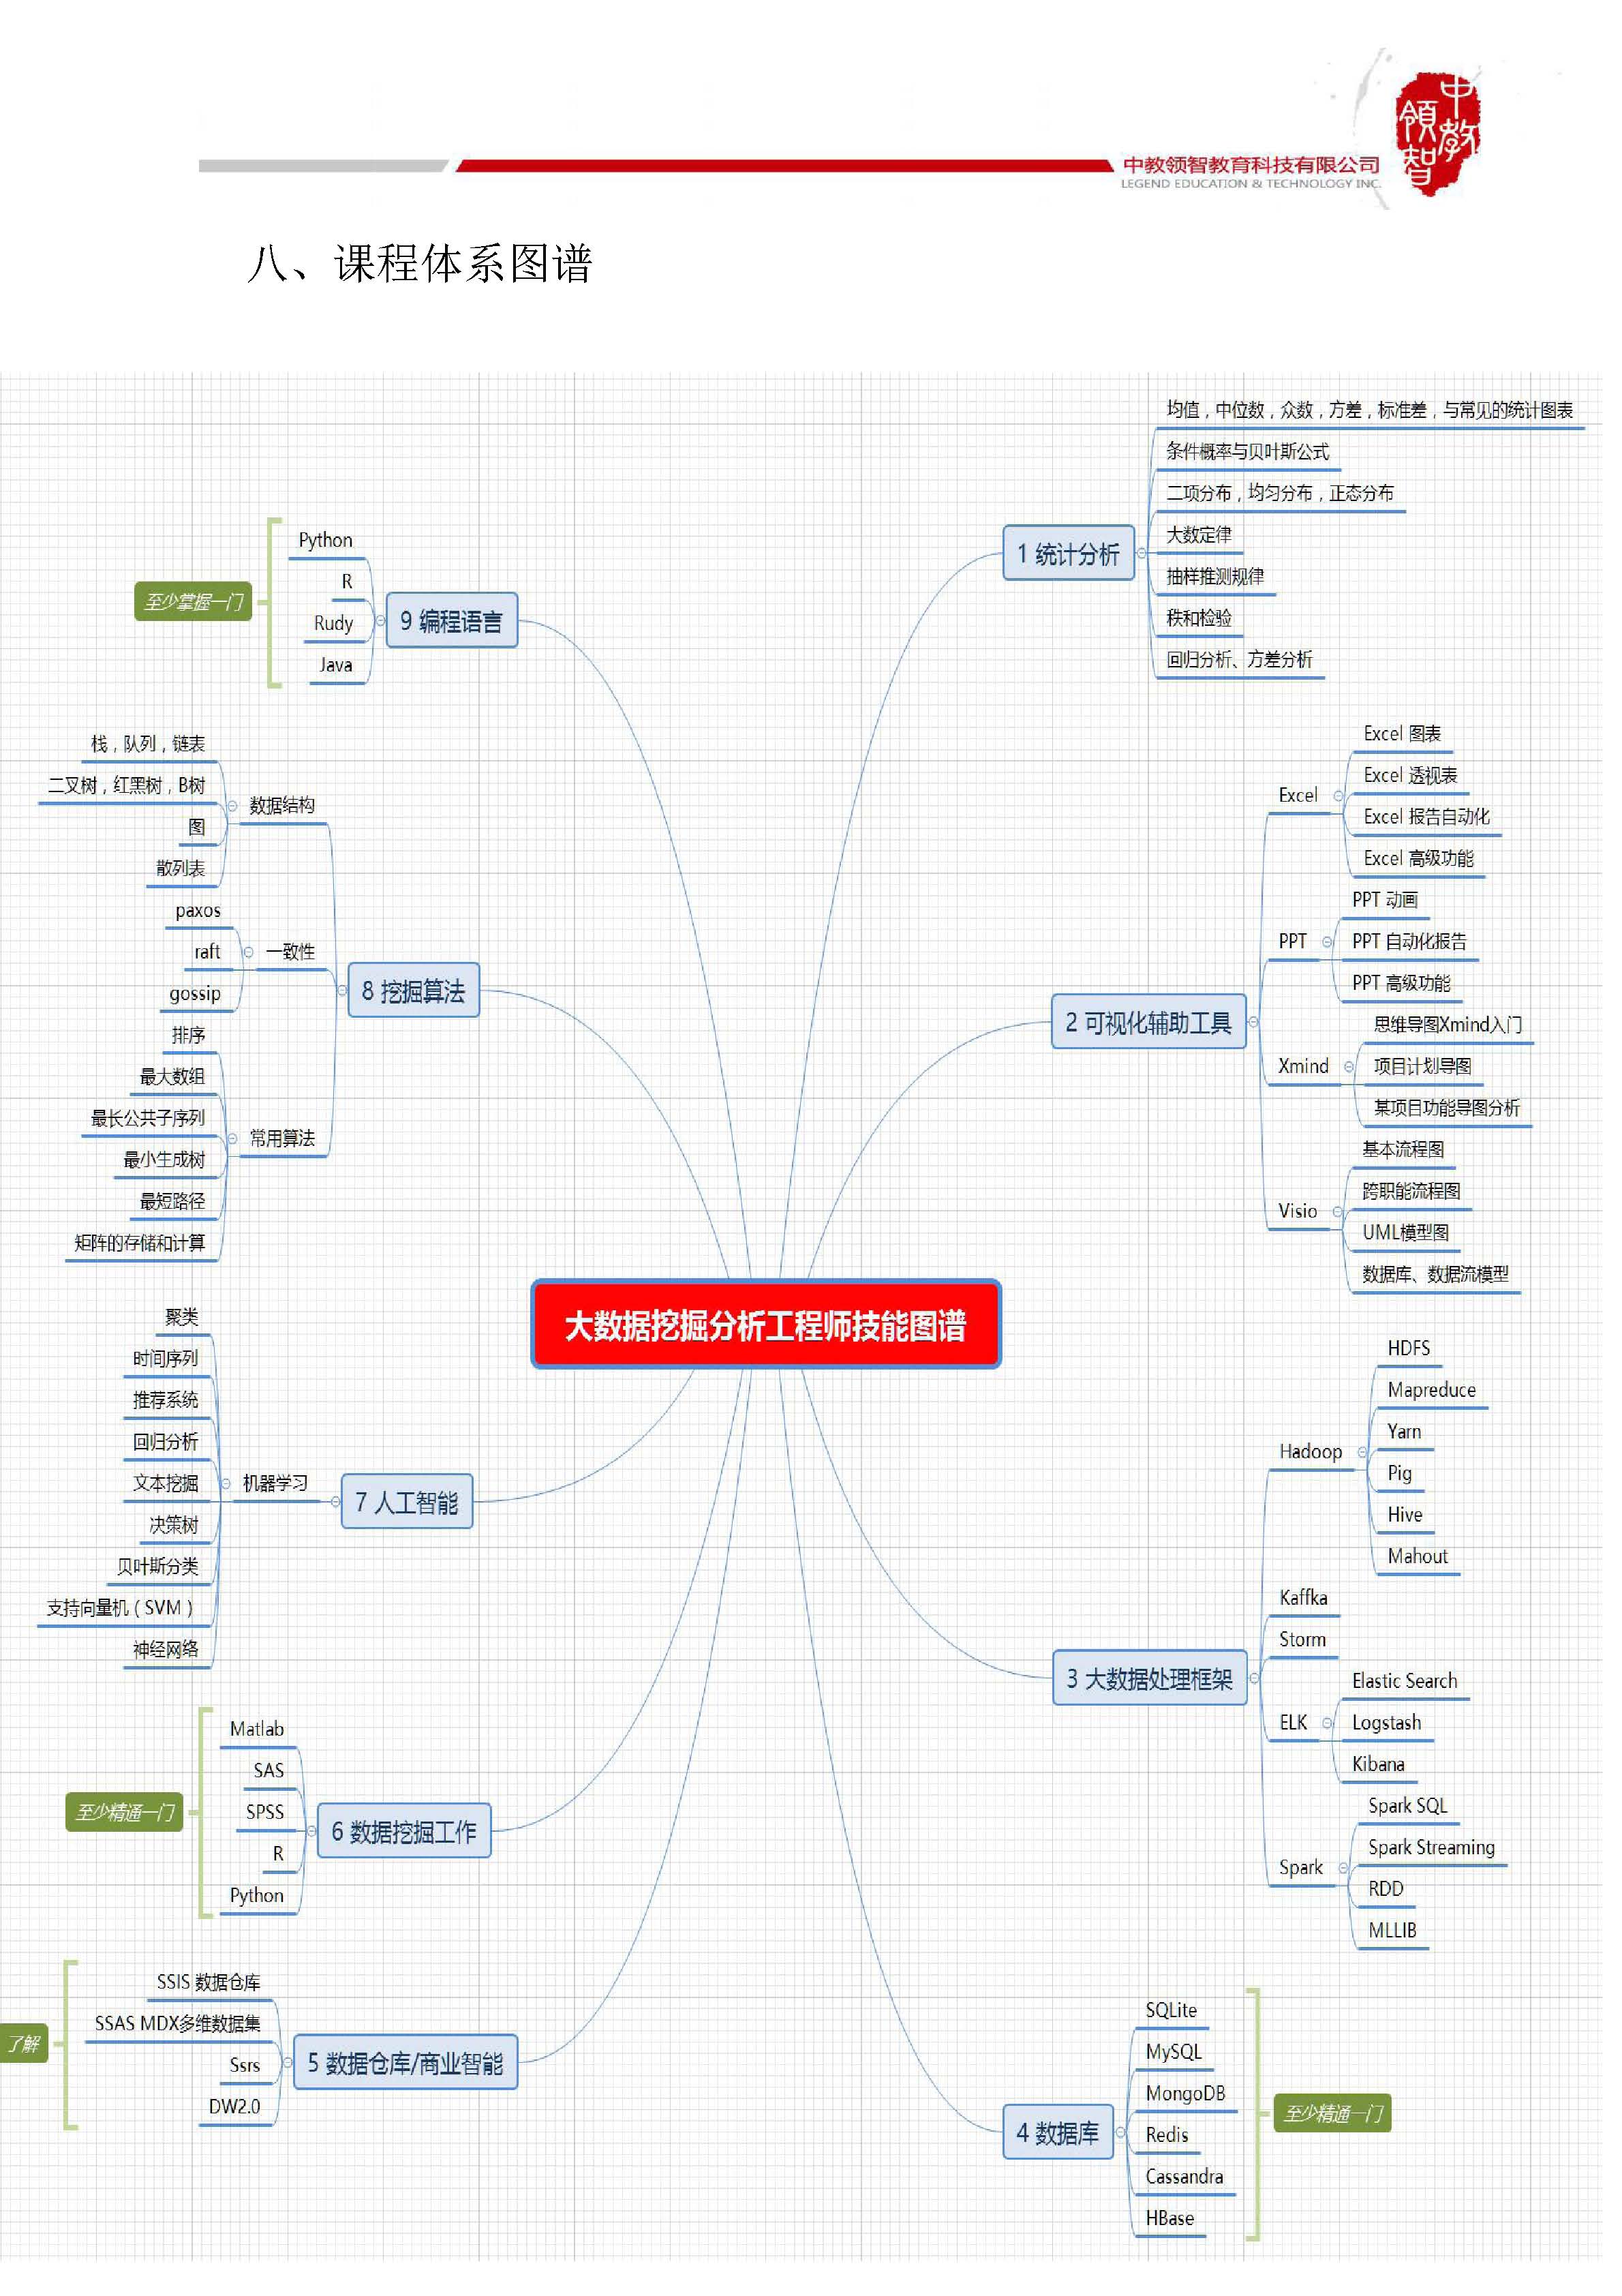 中教领智
中教领智教育科技有限公司
LEGEND EDUCATION & TECHNOLOGY INC.
八、课程体系图谱
大数据挖掘分析工程师技能图谱
1 统计分析
均值，中位数，众数，方差，标准差，与常见的统计图表
条件概率与贝叶斯公式
二项分布，均匀分布，正态分布
大数定律
抽样推测规律
秩和检验
回归分析、方差分析
2 可视化辅助工具
Excel
Excel 图表
Excel 透视表
Excel 报告自动化
Excel 高级功能
PPT
PPT 动画
PPT 自动化报告
PPT 高级功能
Xmind
思维导图Xmind入门
项目计划导图
某项目功能导图分析
Visio
基本流程图
跨职能流程图
UML模型图
数据库、数据流模型
3 大数据处理框架
Hadoop
HDFS
Mapreduce
Yarn
Pig
Hive
Mahout
Kaffka
Storm
ELK
Elastic Search
Logstash
Kibana
Spark
Spark SQL
Spark Streaming
RDD
MLLIB
4 数据库
SQLite
MySQL
MongoDB
Redis
Cassandra
HBase
至少精通一门
5 数据仓库/商业智能
SSIS 数据仓库
SSAS MDX多维数据集
Ssrs
DW2.0
了解
6 数据挖掘工作
Matlab
SAS
SPSS
R
Python
至少精通一门
7 人工智能
机器学习
聚类
时间序列
推荐系统
回归分析
文本挖掘
决策树
贝叶斯分类
支持向量机（SVM）
神经网络
8 挖掘算法
数据结构
栈，队列，链表
二叉树，红黑树，B树
图
散列表
一致性
paxos
raft
gossip
常用算法
排序
最大数组
最长公共子序列
最小生成树
最短路径
矩阵的存储和计算
9 编程语言
Python
R
Rudy
Java
至少掌握一门